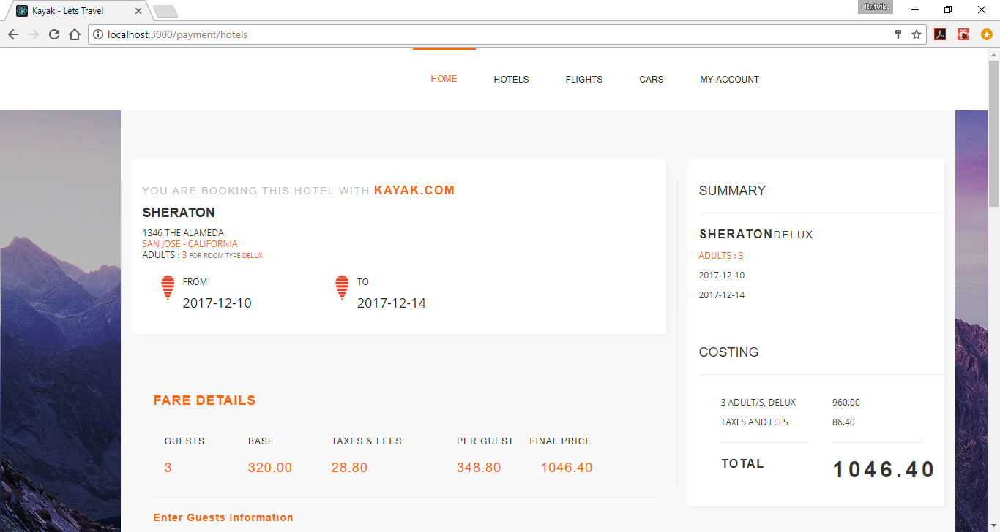 Kayak - Lets Travel
Rutvik
localhost:3000/payment/hotels
HOME HOTELS FLIGHTS CARS MY ACCOUNT
YOU ARE BOOKING THIS HOTEL WITH KAYAK.COM
SHERATON
1346 THE ALAMEDA
SAN JOSE - CALIFORNIA
ADULTS : 3 FOR ROOM TYPE DELUX
FROM
2017-12-10
TO
2017-12-14
FARE DETAILS
GUESTS BASE TAXES & FEES PER GUEST FINAL PRICE
3 320.00 28.80 348.80 1046.40
Enter Guests Information
SUMMARY
SHERATONDELUX
ADULTS : 3
2017-12-10
2017-12-14
COSTING
3 ADULT/S, DELUX 960.00
TAXES AND FEES 86.40
TOTAL 1046.40